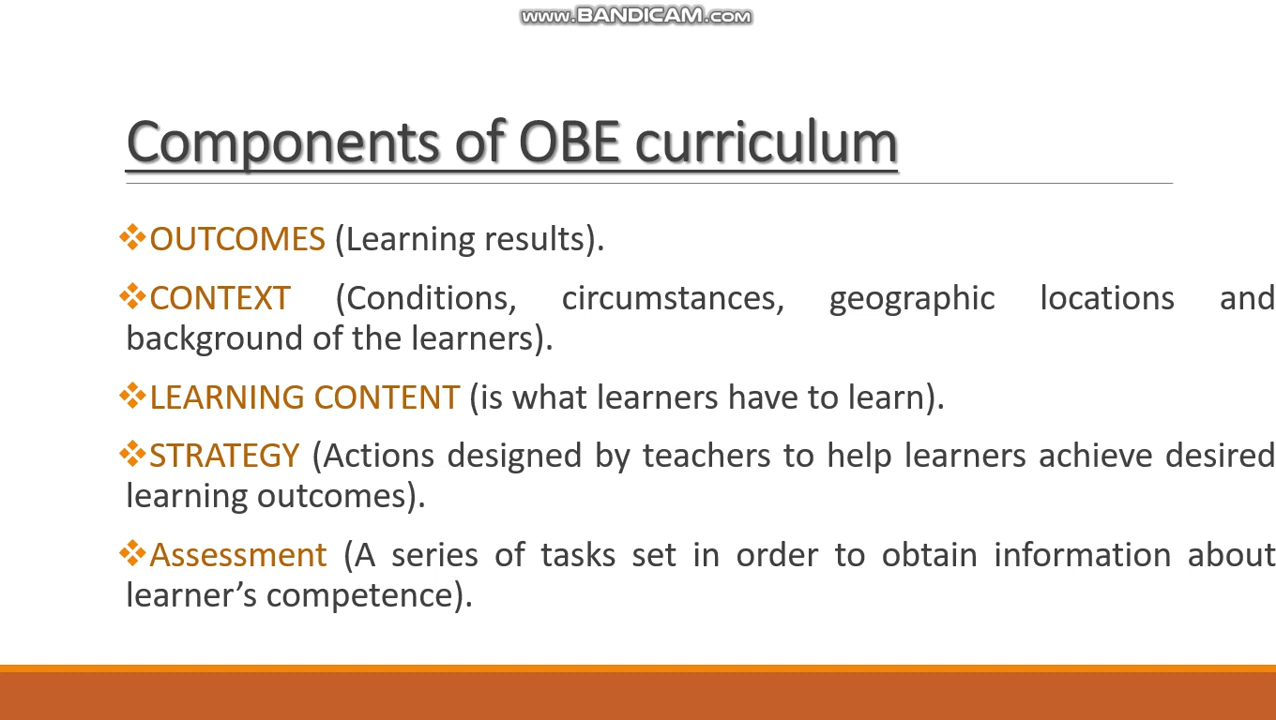 www.BANDICAM.com
Components of OBE curriculum
❖OUTCOMES (Learning results).
❖CONTEXT (Conditions, circumstances, geographic locations and
background of the learners).
❖LEARNING CONTENT (is what learners have to learn).
❖STRATEGY (Actions designed by teachers to help learners achieve desired
learning outcomes).
❖Assessment (A series of tasks set in order to obtain information about
learner’s competence).